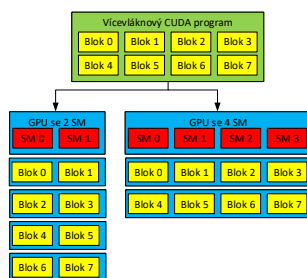 Vícevláknový CUDA program
Blok 0 Blok 1 Blok 2 Blok 3
Blok 4 Blok 5 Blok 6 Blok 7
GPU se 2 SM
SM 0 SM 1
Blok 0 Blok 1
Blok 2 Blok 3
Blok 4 Blok 5
Blok 6 Blok 7
GPU se 4 SM
SM 0 SM 1 SM 2 SM 3
Blok 0 Blok 1 Blok 2 Blok 3
Blok 4 Blok 5 Blok 6 Blok 7